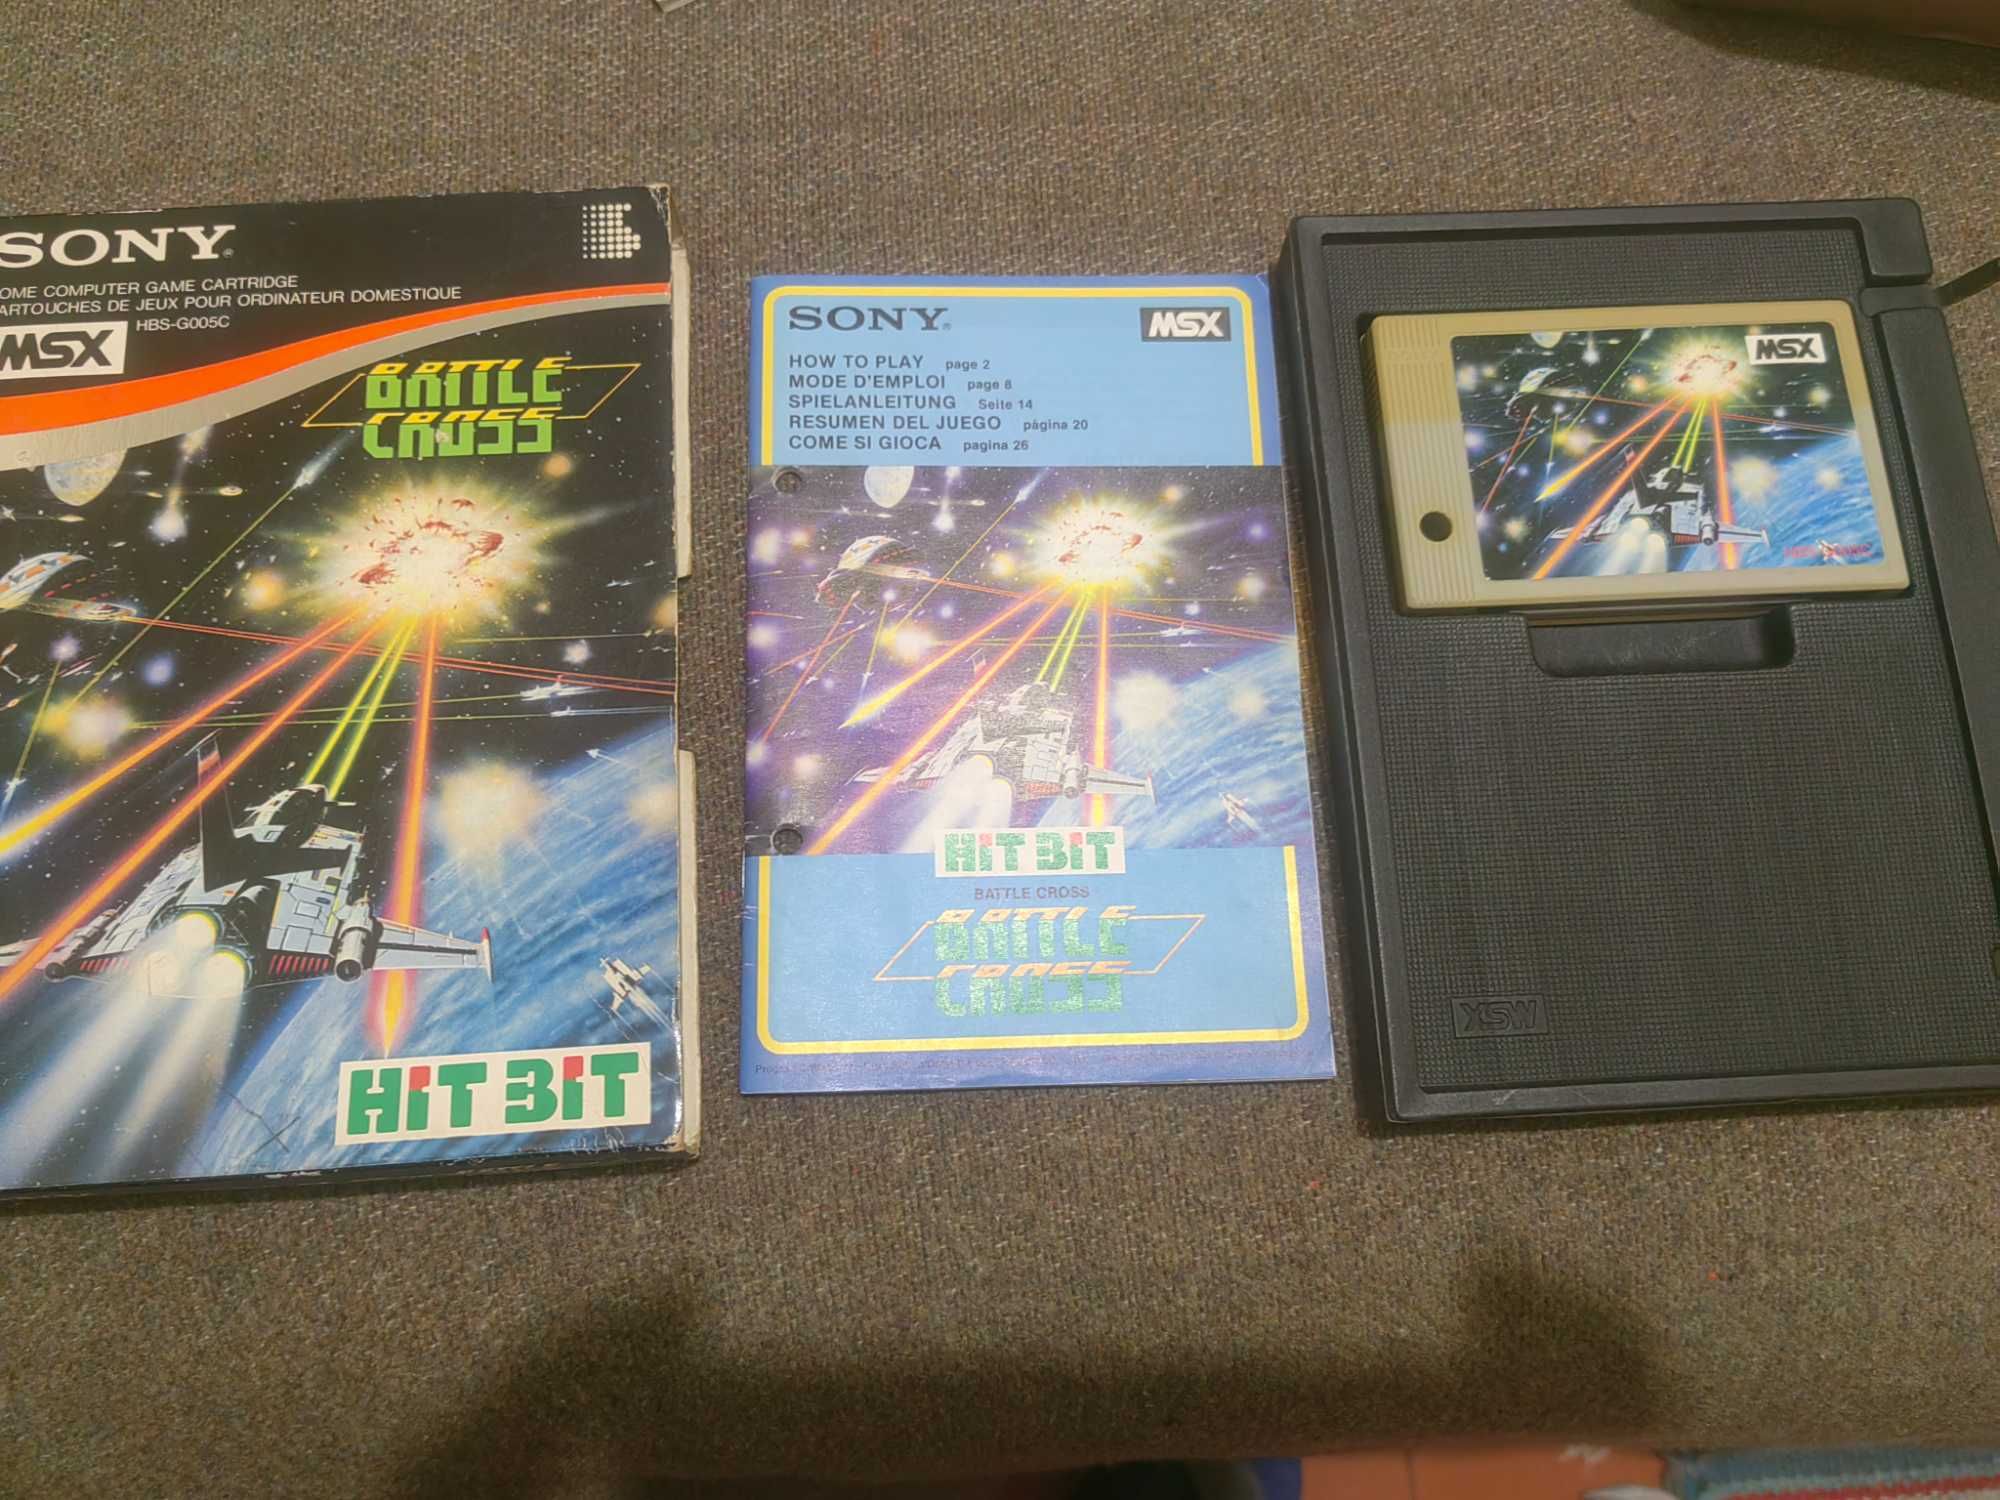 SONY®
OME COMPUTER GAME CARTRIDGE
ARTOUCHES DE JEUX POUR ORDINATEUR DOMESTIQUE
MSX HBS-G005C
BATTLE
CROSS
HIT BIT
SONY®
MSX
HOW TO PLAY page 2
MODE D'EMPLOI page 8
SPIELANLEITUNG Seite 14
RESUMEN DEL JUEGO página 20
COME SI GIOCA pagina 26
HIT BIT
BATTLE CROSS
BATTLE
CROSS
MSX
MSX